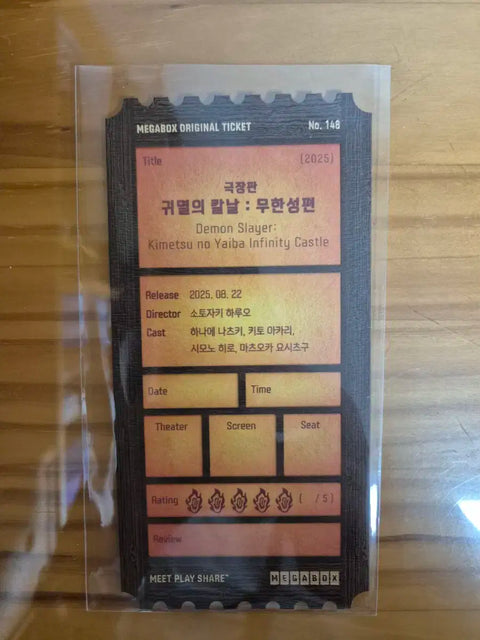 MEGABOX ORIGINAL TICKET No. 148
Title (2025)
극장판
귀멸의 칼날 : 무한성편
Demon Slayer:
Kimetsu no Yaiba Infinity Castle
Release 2025. 08. 22
Director 소토자키 하루오
Cast 하나에 나츠키, 키토 아카리,
시모노 히로, 마츠오카 요시츠구
Date Time
Theater Screen Seat
Rating ( / 5)
Review
MEET PLAY SHARE™ MEGABOX